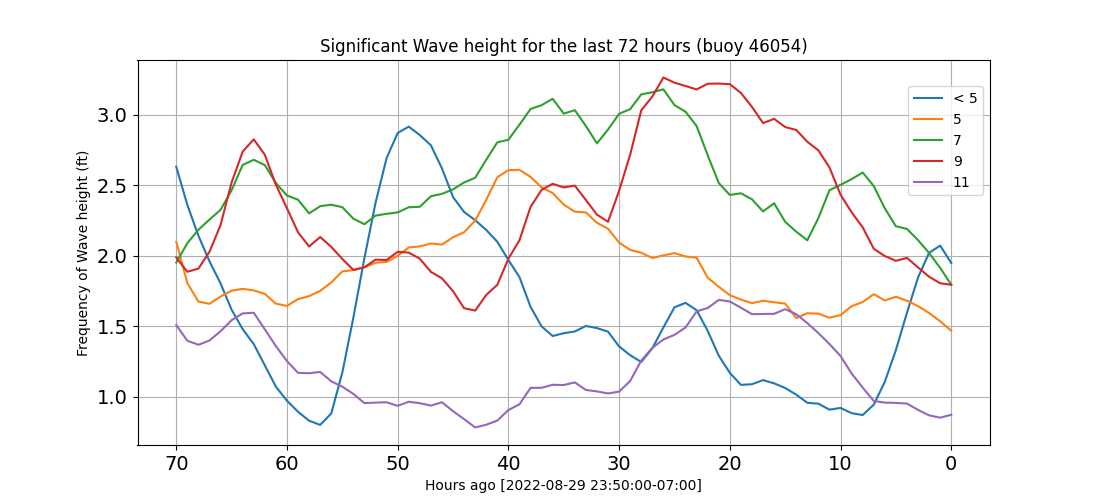 Significant Wave height for the last 72 hours (buoy 46054)
Frequency of Wave height (ft)
3.0
2.5
2.0
1.5
1.0
< 5
5
7
9
11
70 60 50 40 30 20 10 0
Hours ago [2022-08-29 23:50:00-07:00]